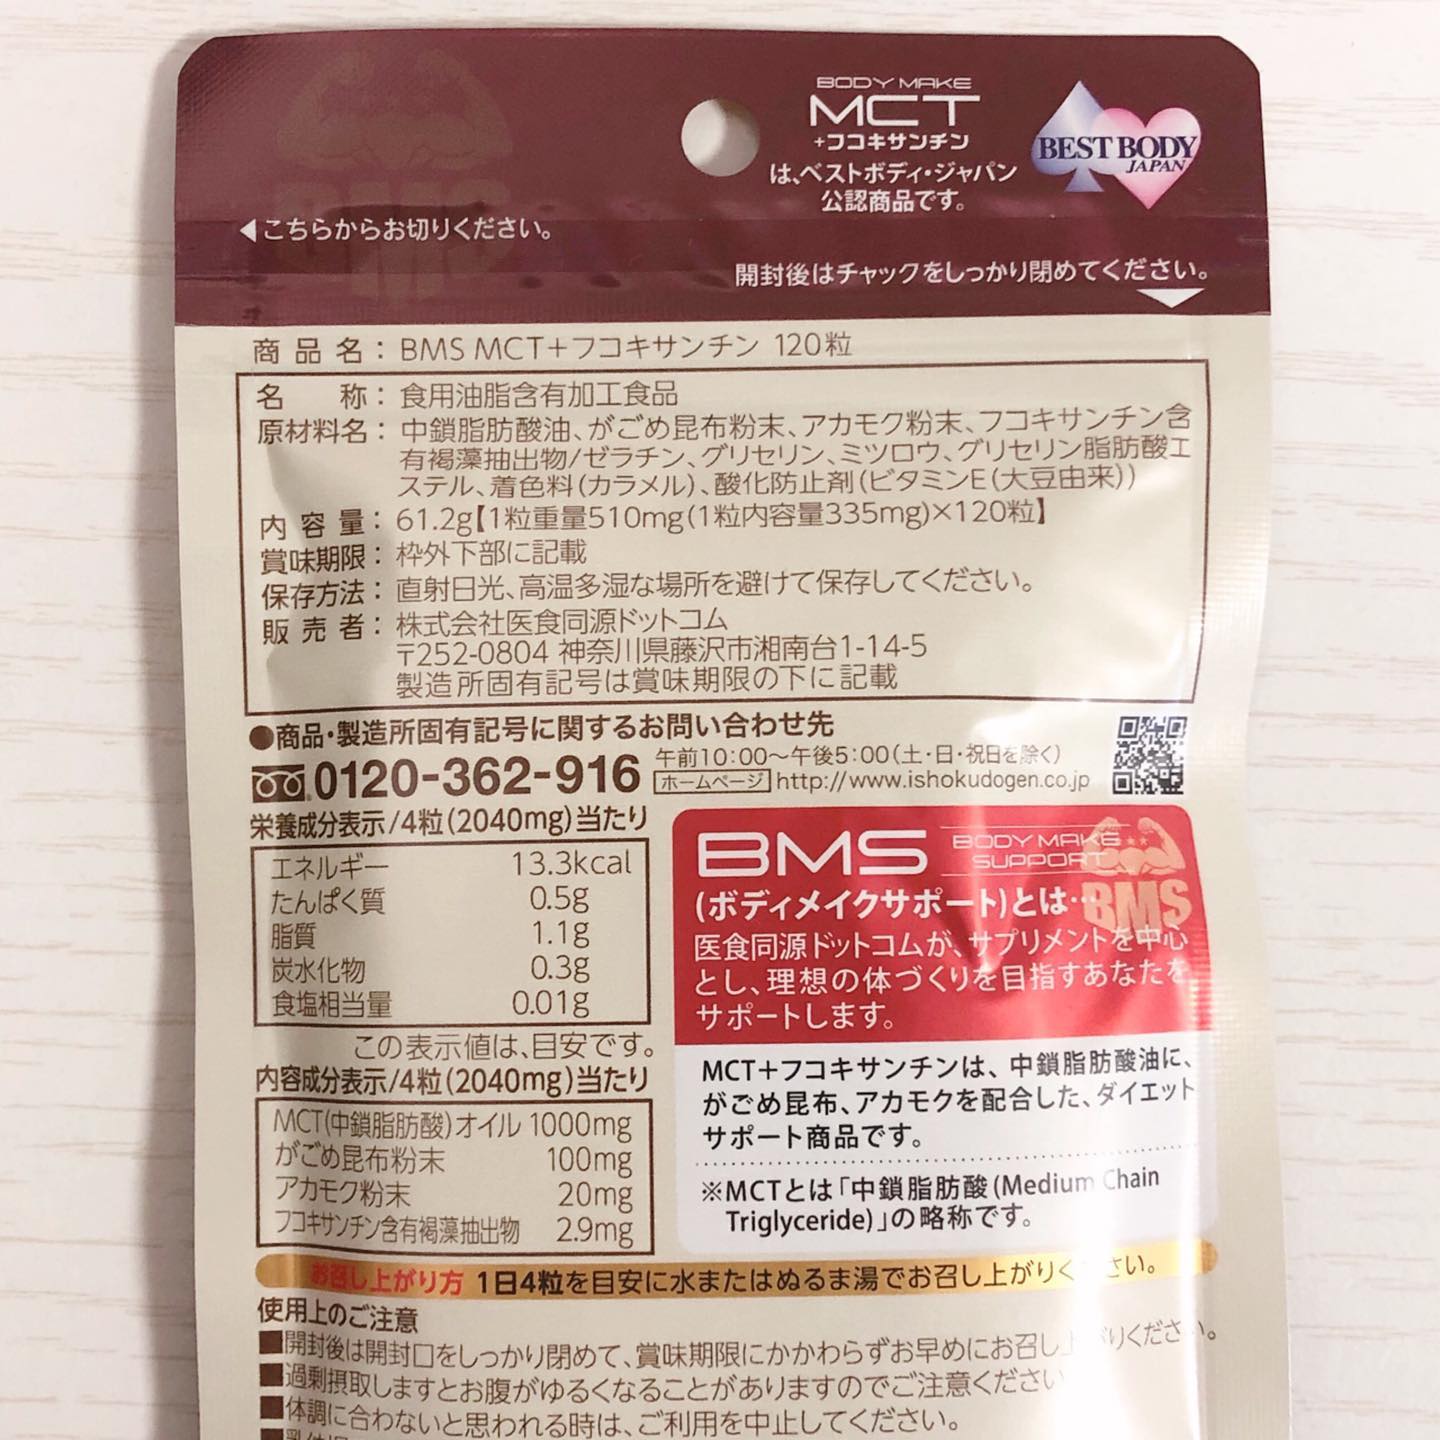 BODY MAKE
MCT
+フコキサンチン
は、ベストボディ・ジャパン
公認商品です。
BEST BODY
JAPAN
BMS
◀こちらからお切りください。
開封後はチャックをしっかり閉めてください。
商品名：BMS MCT+フコキサンチン 120粒
名称：食用油脂含有加工食品
原材料名：中鎖脂肪酸油、がごめ昆布粉末、アカモク粉末、フコキサンチン含
有褐藻抽出物/ゼラチン、グリセリン、ミツロウ、グリセリン脂肪酸エ
ステル、着色料(カラメル)、酸化防止剤(ビタミンE(大豆由来))
内容量：61.2g【1粒重量510mg(1粒内容量335mg)×120粒】
賞味期限：枠外下部に記載
保存方法：直射日光、高温多湿な場所を避けて保存してください。
販売者：株式会社医食同源ドットコム
〒252-0804 神奈川県藤沢市湘南台1-14-5
製造所固有記号は賞味期限の下に記載
●商品・製造所固有記号に関するお問い合わせ先
0120-362-916
午前10:00〜午後5:00(土・日・祝日を除く)
ホームページ http://www.ishokudogen.co.jp
栄養成分表示/4粒(2040mg)当たり
エネルギー 13.3kcal
たんぱく質 0.5g
脂質 1.1g
炭水化物 0.3g
食塩相当量 0.01g
この表示値は、目安です。
内容成分表示/4粒(2040mg)当たり
MCT(中鎖脂肪酸)オイル 1000mg
がごめ昆布粉末 100mg
アカモク粉末 20mg
フコキサンチン含有褐藻抽出物 2.9mg
BMS BODY MAKE
SUPPORT
BMS
(ボディメイクサポート)とは…
医食同源ドットコムが、サプリメントを中心
とし、理想の体づくりを目指すあなたを
サポートします。
MCT+フコキサンチンは、中鎖脂肪酸油に、
がごめ昆布、アカモクを配合した、ダイエット
サポート商品です。
※MCTとは「中鎖脂肪酸(Medium Chain
Triglyceride)」の略称です。
お召し上がり方 1日4粒を目安に水またはぬるま湯でお召し上がりください。
使用上のご注意
■開封後は開封口をしっかり閉めて、賞味期限にかかわらずお早めにお召し上がりください。
■過剰摂取しますとお腹がゆるくなることがありますのでご注意ください
■体調に合わないと思われる時は、ご利用を中止してください。